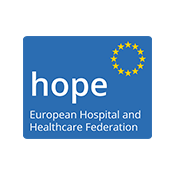 hope
European Hospital and
Healthcare Federation